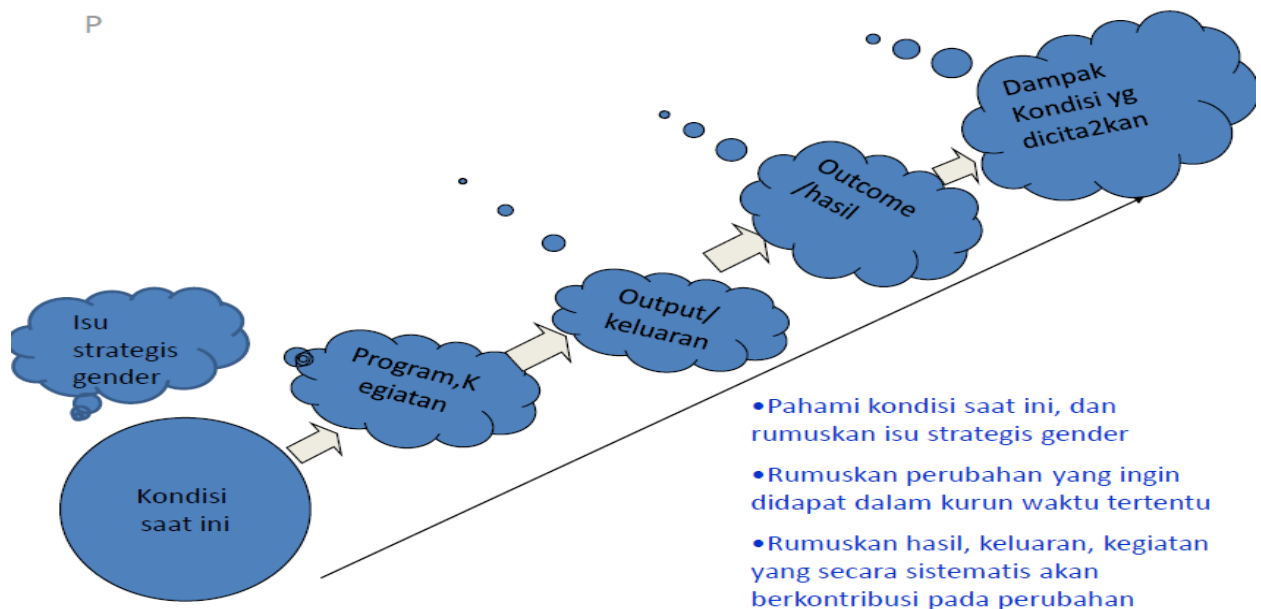 P
Isu
strategis
gender
Kondisi
saat ini
Program,K
egiatan
Output/
keluaran
Outcome
/hasil
Dampak
Kondisi yg
dicita2kan
•Pahami kondisi saat ini, dan
rumuskan isu strategis gender
•Rumuskan perubahan yang ingin
didapat dalam kurun waktu tertentu
•Rumuskan hasil, keluaran, kegiatan
yang secara sistematis akan
berkontribusi pada perubahan